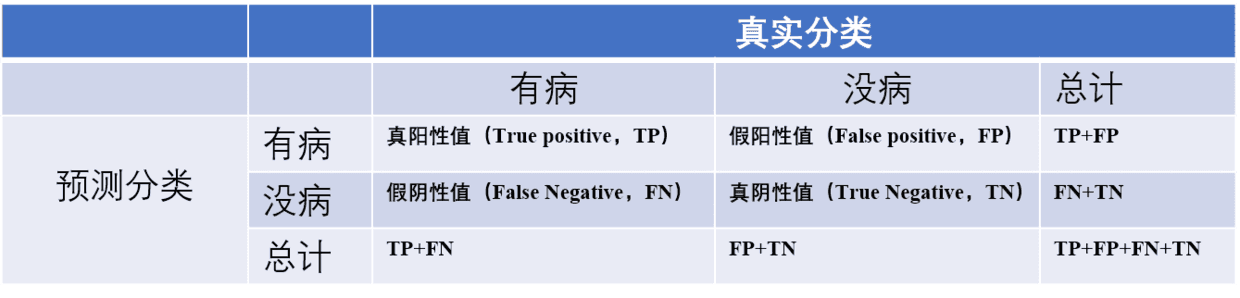 真实分类
有病 没病 总计
有病 真阳性值（True positive，TP） 假阳性值（False positive，FP） TP+FP
预测分类
没病 假阴性值（False Negative，FN） 真阴性值（True Negative，TN） FN+TN
总计 TP+FN FP+TN TP+FP+FN+TN